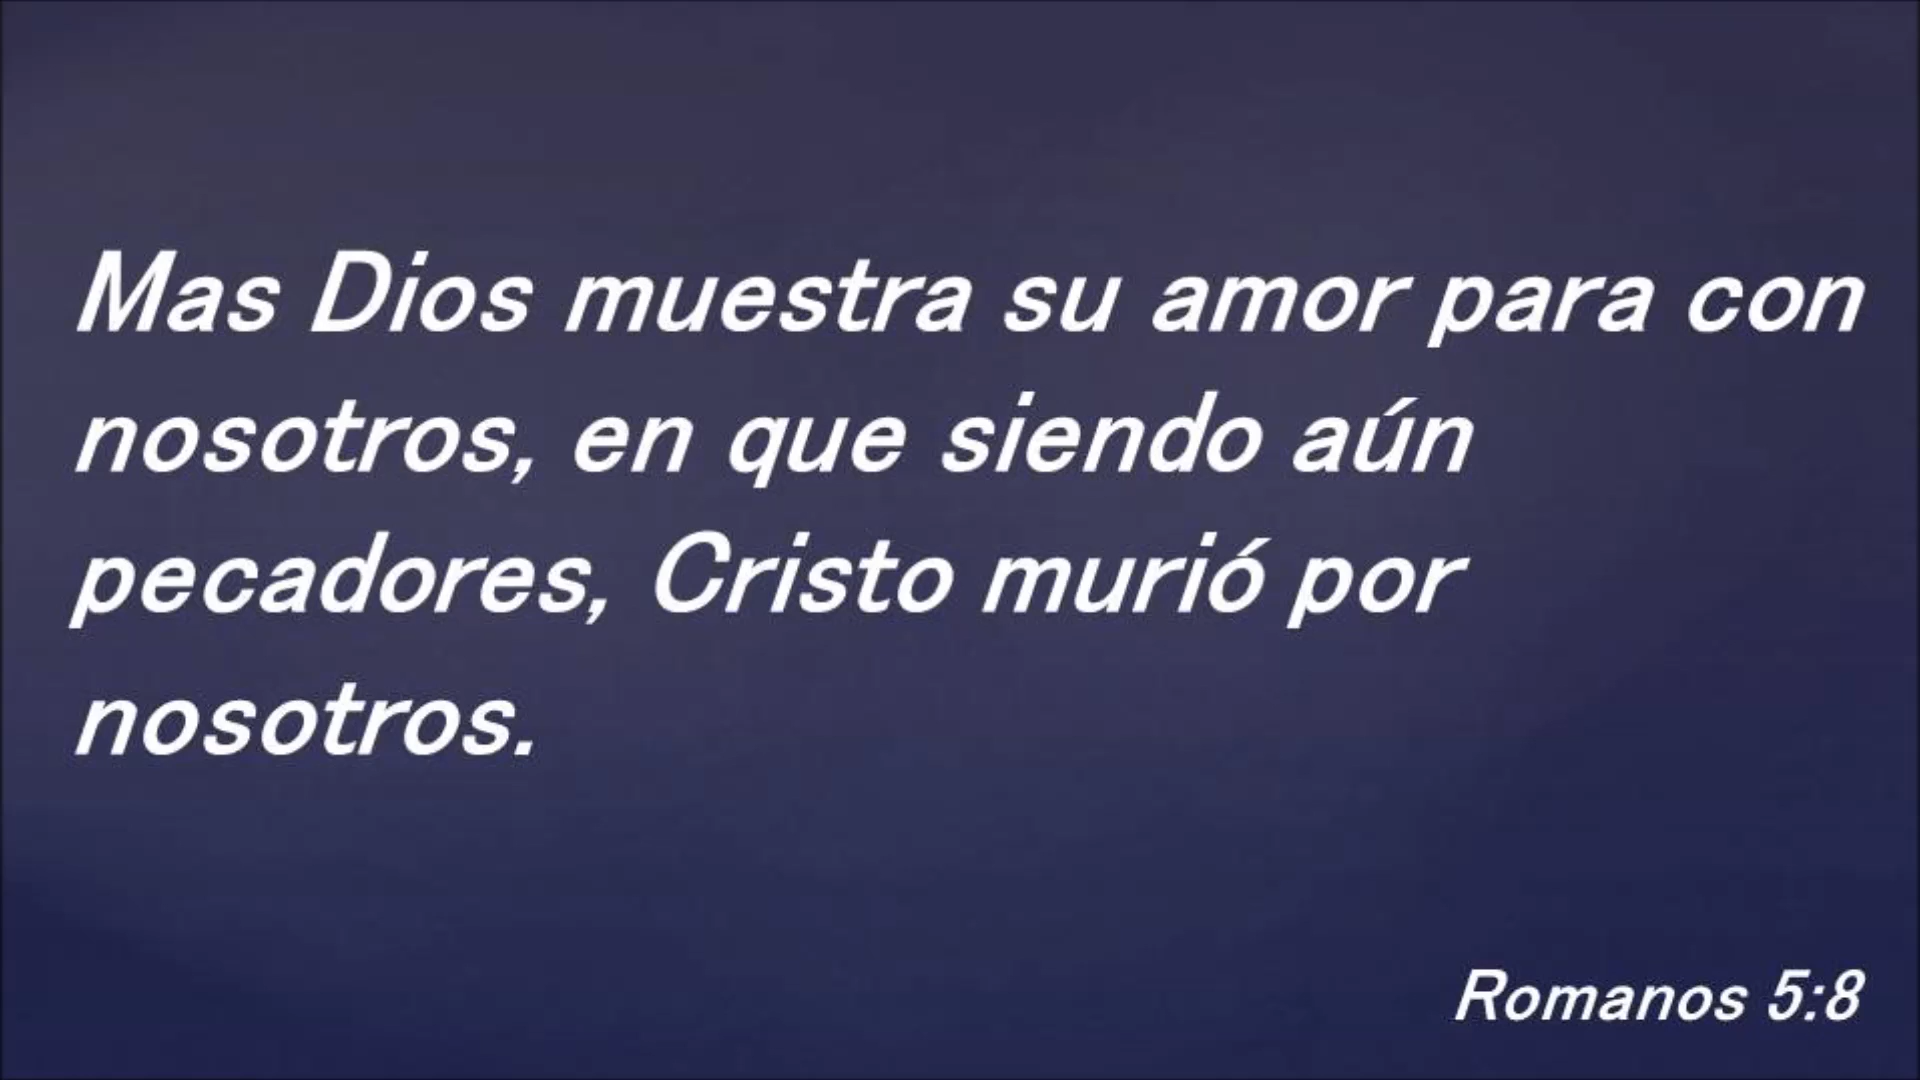 Mas Dios muestra su amor para con
nosotros, en que siendo aún
pecadores, Cristo murió por
nosotros.
Romanos 5:8